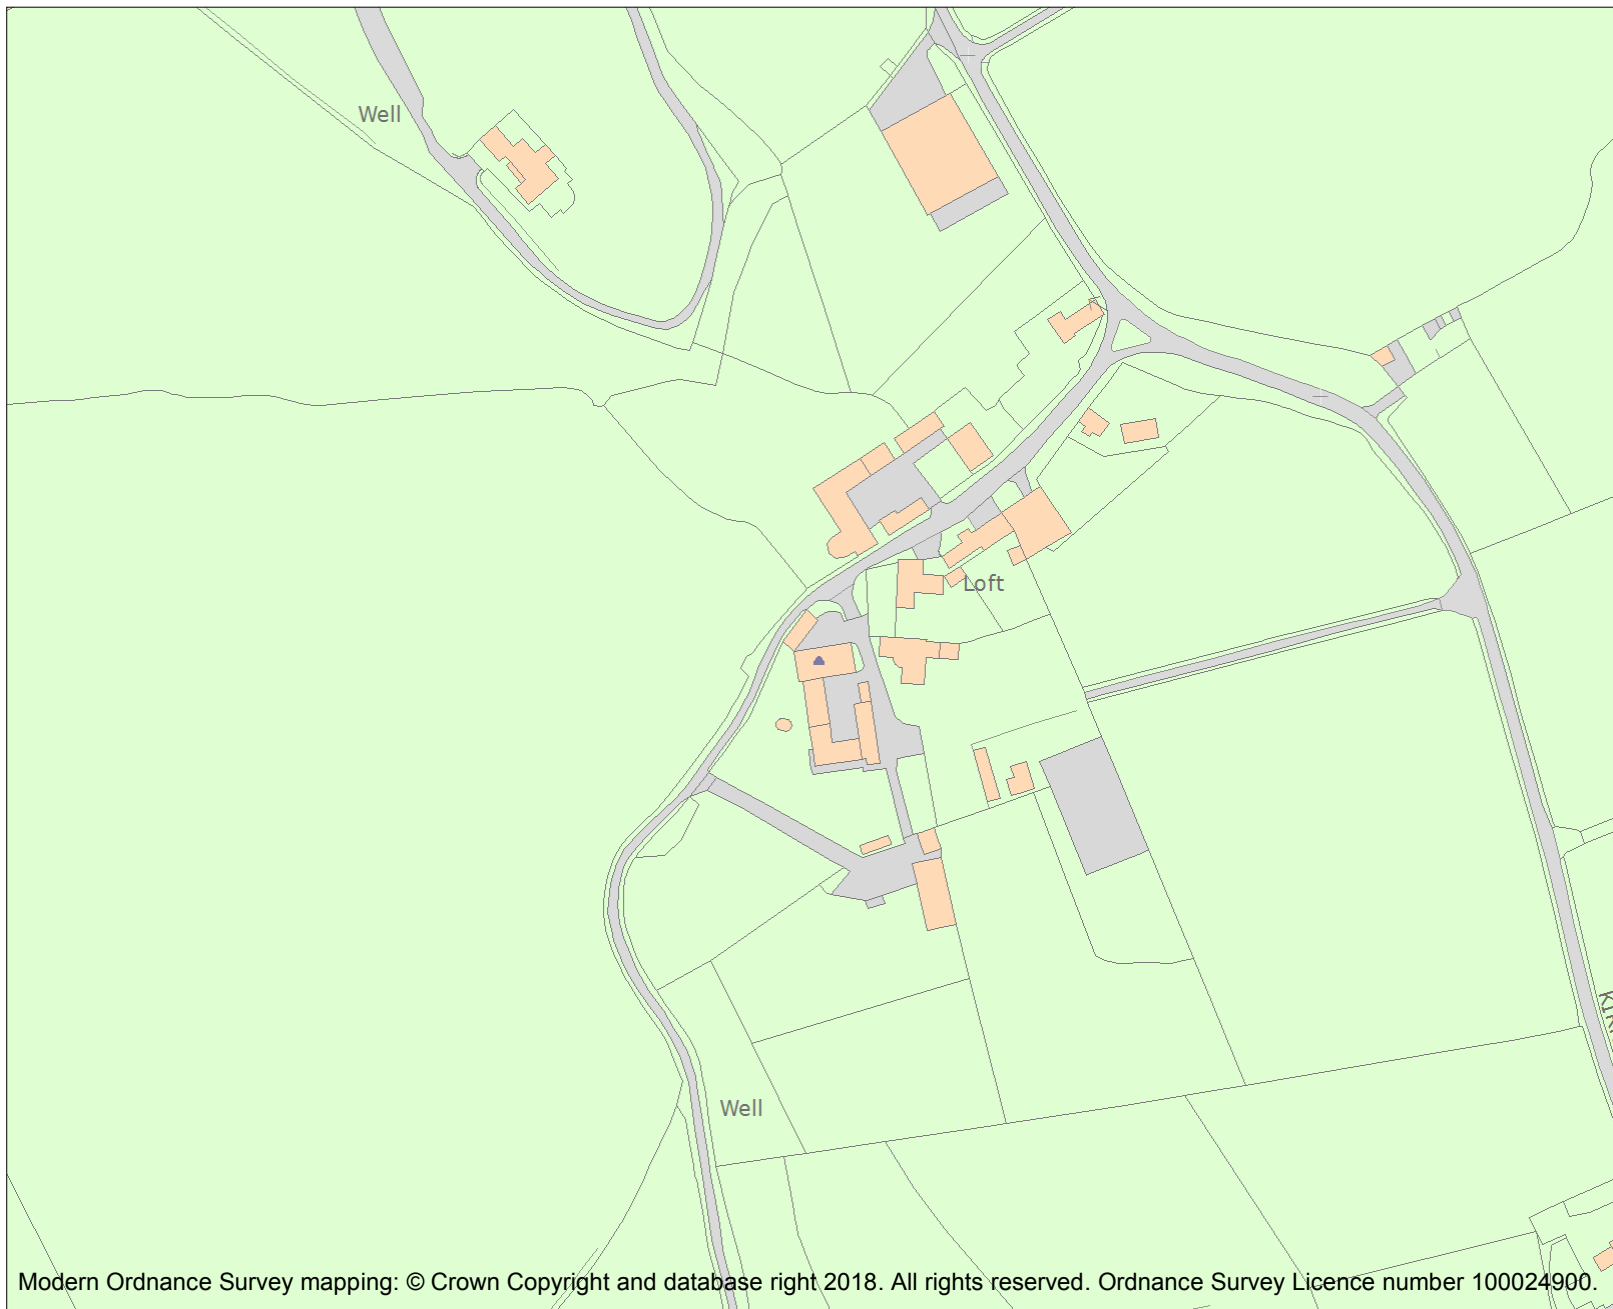 Well
Loft
Well
Modern Ordnance Survey mapping: © Crown Copyright and database right 2018. All rights reserved. Ordnance Survey Licence number 100024900.